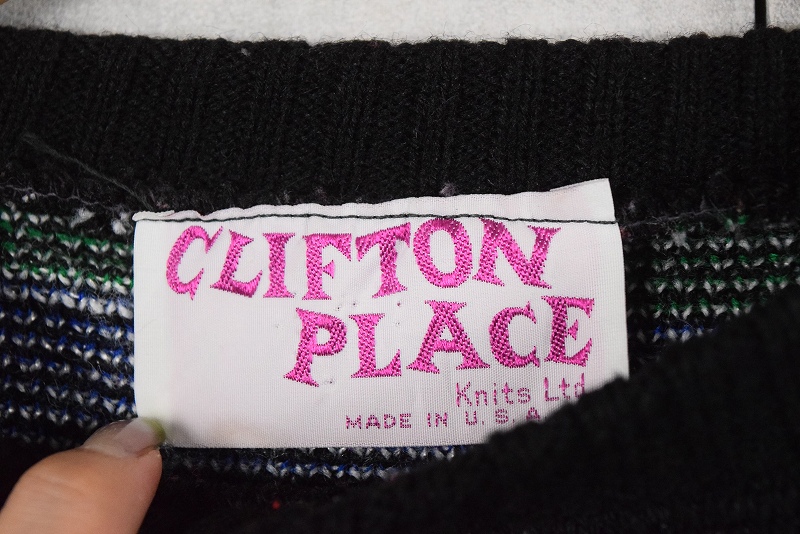 CLIFTON
PLACE
Knits Ltd
MADE IN U.S.A